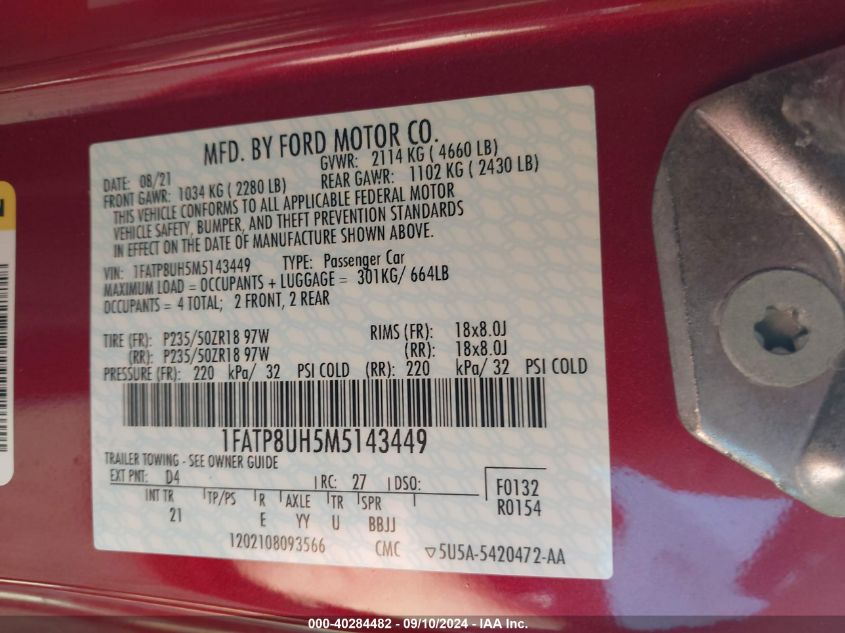 MFD. BY FORD MOTOR CO.
DATE: 08/21 GVWR: 2114 KG ( 4660 LB)
FRONT GAWR: 1034 KG ( 2280 LB) REAR GAWR: 1102 KG ( 2430 LB)
THIS VEHICLE CONFORMS TO ALL APPLICABLE FEDERAL MOTOR
VEHICLE SAFETY, BUMPER, AND THEFT PREVENTION STANDARDS
IN EFFECT ON THE DATE OF MANUFACTURE SHOWN ABOVE.
VIN: 1FATP8UH5M5143449 TYPE: Passenger Car
MAXIMUM LOAD = OCCUPANTS + LUGGAGE = 301KG/ 664LB
OCCUPANTS = 4 TOTAL; 2 FRONT, 2 REAR
TIRE (FR): P235/50ZR18 97W RIMS (FR): 18x8.0J
(RR): P235/50ZR18 97W (RR): 18x8.0J
PRESSURE (FR): 220 kPa/ 32 PSI COLD (RR): 220 kPa/ 32 PSI COLD
1FATP8UH5M5143449
TRAILER TOWING - SEE OWNER GUIDE
EXT PNT: D4 RC: 27 DSO: F0132
INT TR TP/PS R AXLE TR SPR R0154
21 E YY U BBJJ
1202108093566 CMC ▽5U5A-5420472-AA
000-40284482 - 09/10/2024 - IAA Inc.